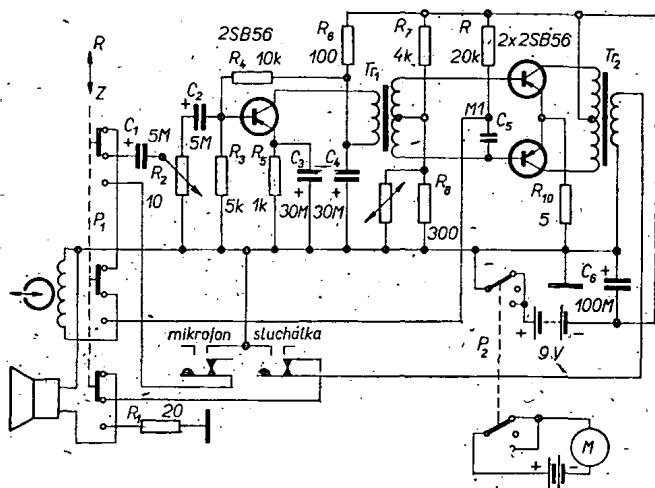 R
Z
P₁
C₁
+
5M
R₂
10
2SB56
R₄ 10k
+
C₂
5M
R₃
5k
R₅
1k
C₃
+
30M
C₄
+
30M
R₆
100
Tr₁
R₇
4k
R
20k
M1
C₅
2x2SB56
Tr₂
R₈
300
R₁₀
5
C₆ +
100M
P₂
+
-
9V
mikrofon
sluchátka
R₁ 20
+
-
M